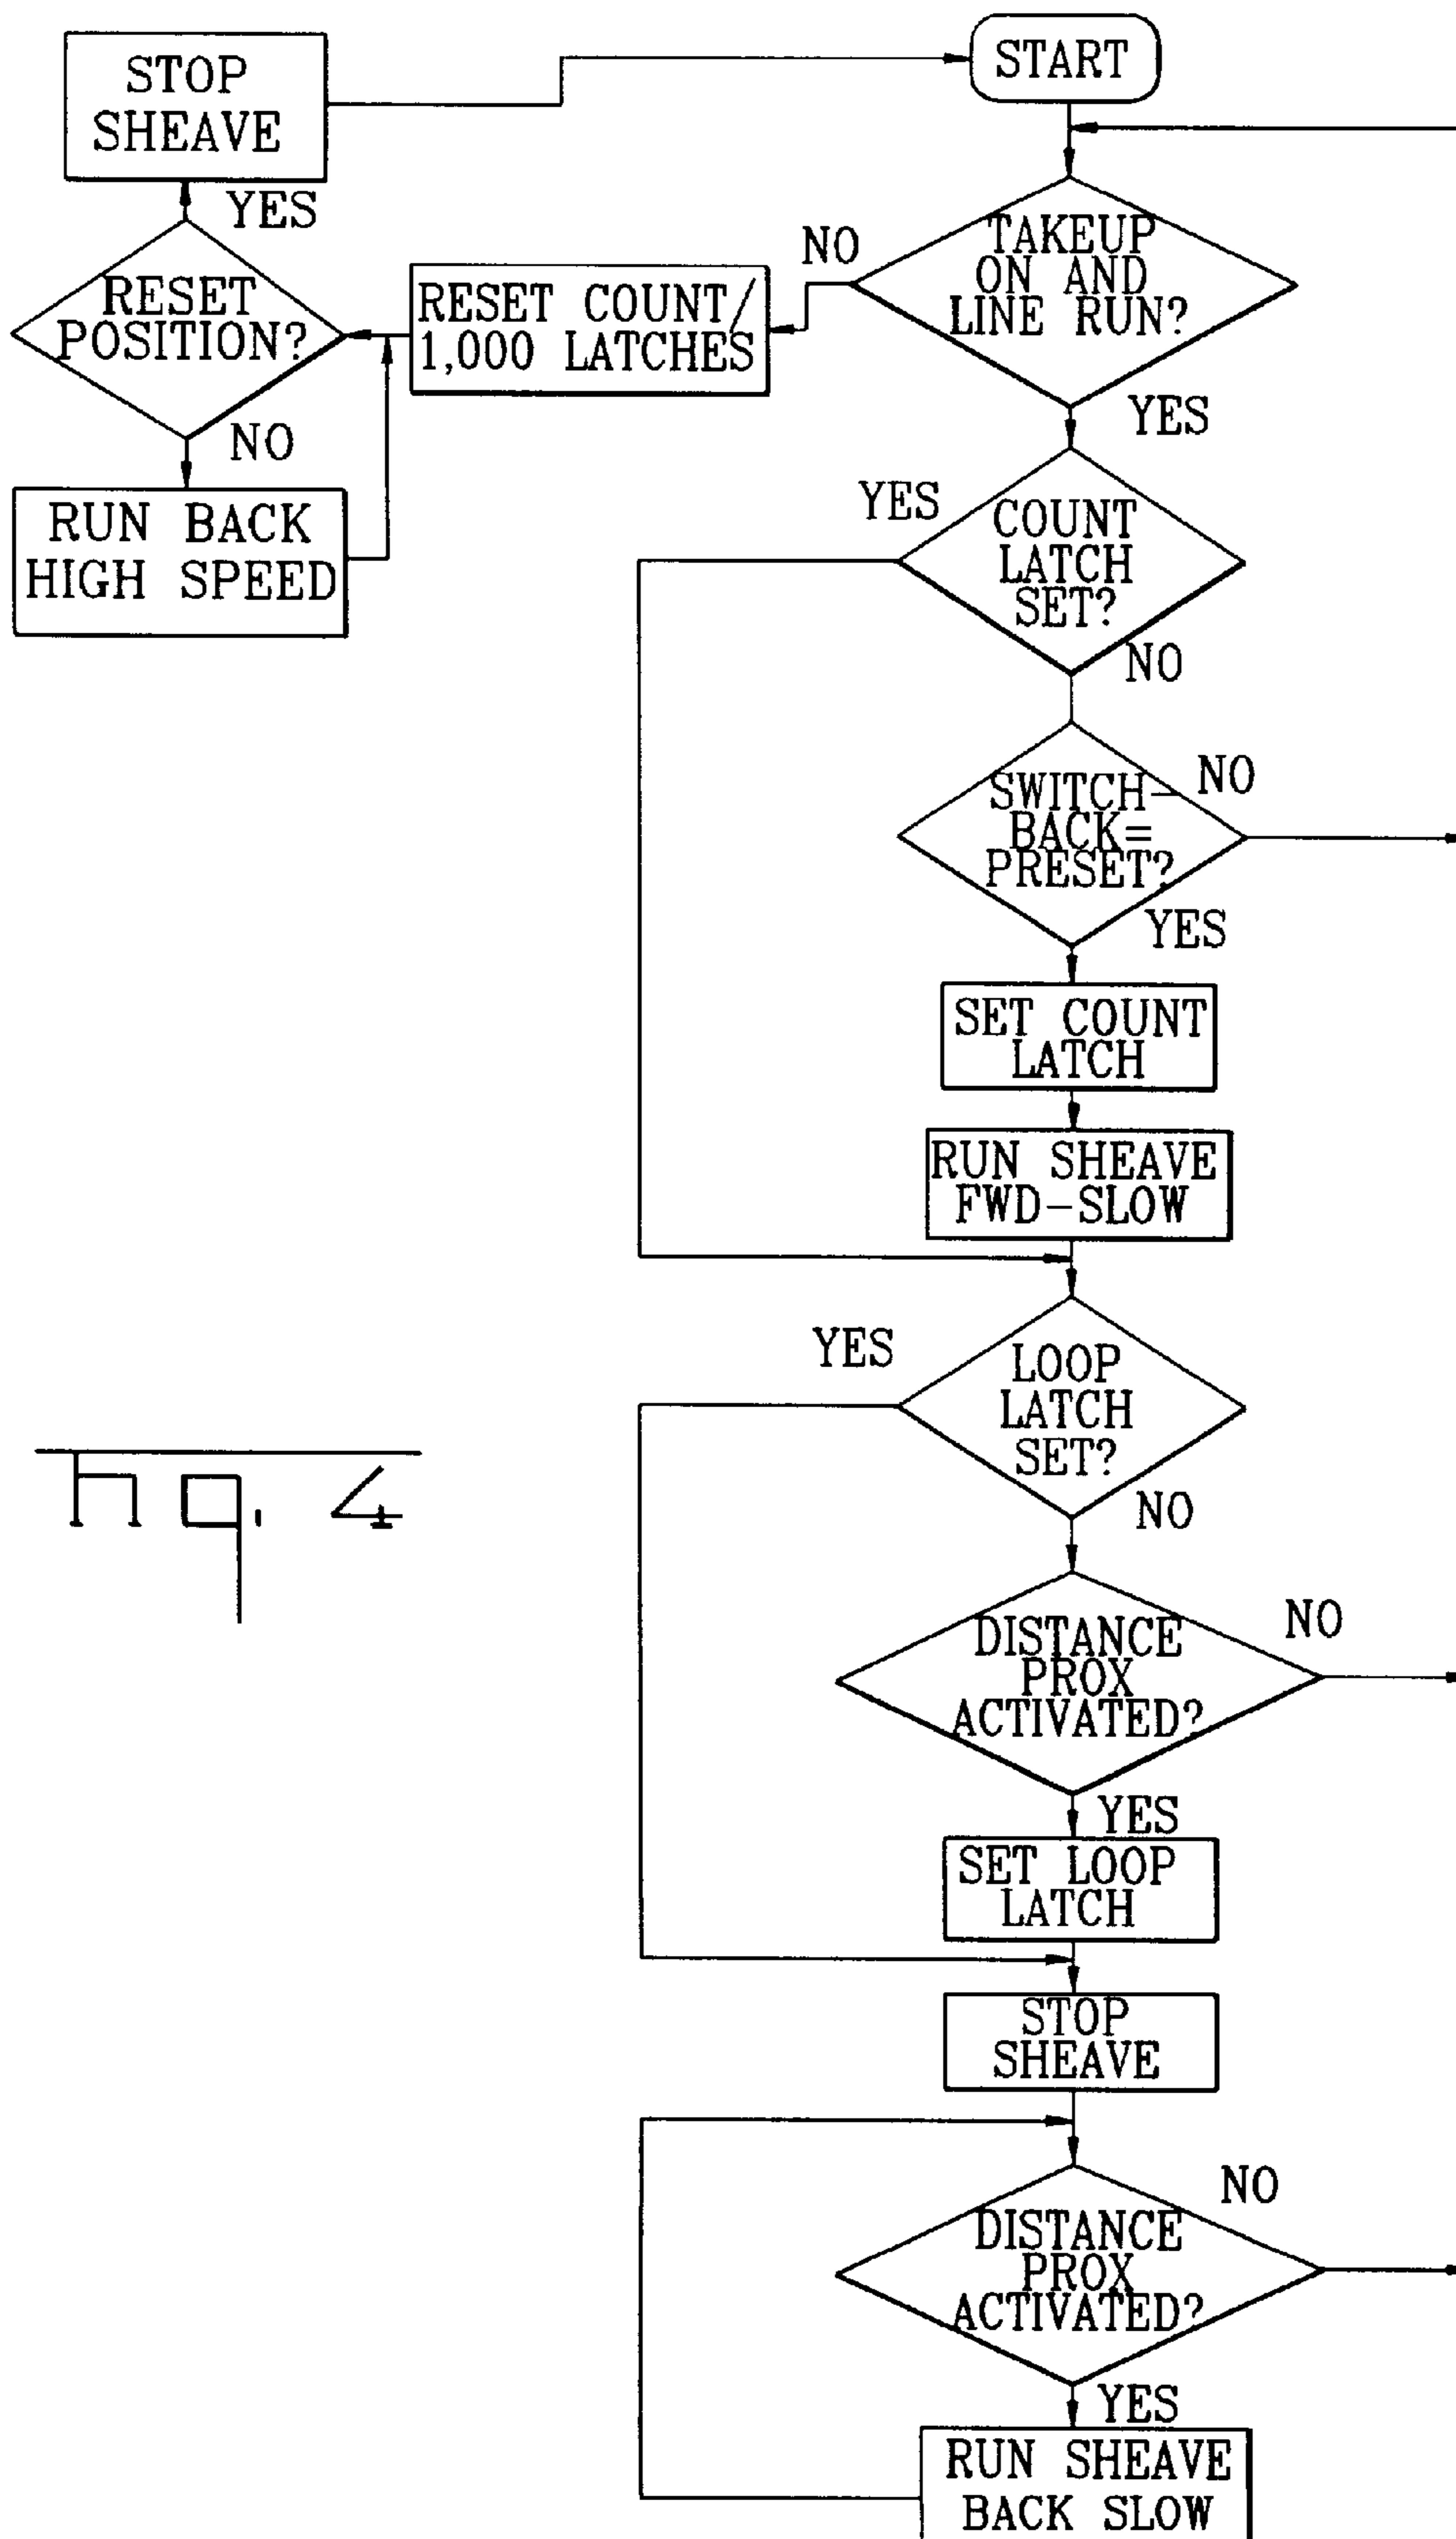 START
STOP
SHEAVE
YES
RESET
POSITION?
NO
RUN BACK
HIGH SPEED
RESET COUNT/
1,000 LATCHES
NO
TAKEUP
ON AND
LINE RUN?
YES
YES
COUNT
LATCH
SET?
NO
SWITCH-
BACK=
PRESET?
NO
YES
SET COUNT
LATCH
RUN SHEAVE
FWD-SLOW
YES
LOOP
LATCH
SET?
NO
DISTANCE
PROX
ACTIVATED?
NO
YES
SET LOOP
LATCH
STOP
SHEAVE
DISTANCE
PROX
ACTIVATED?
NO
YES
RUN SHEAVE
BACK SLOW
Fig. 4